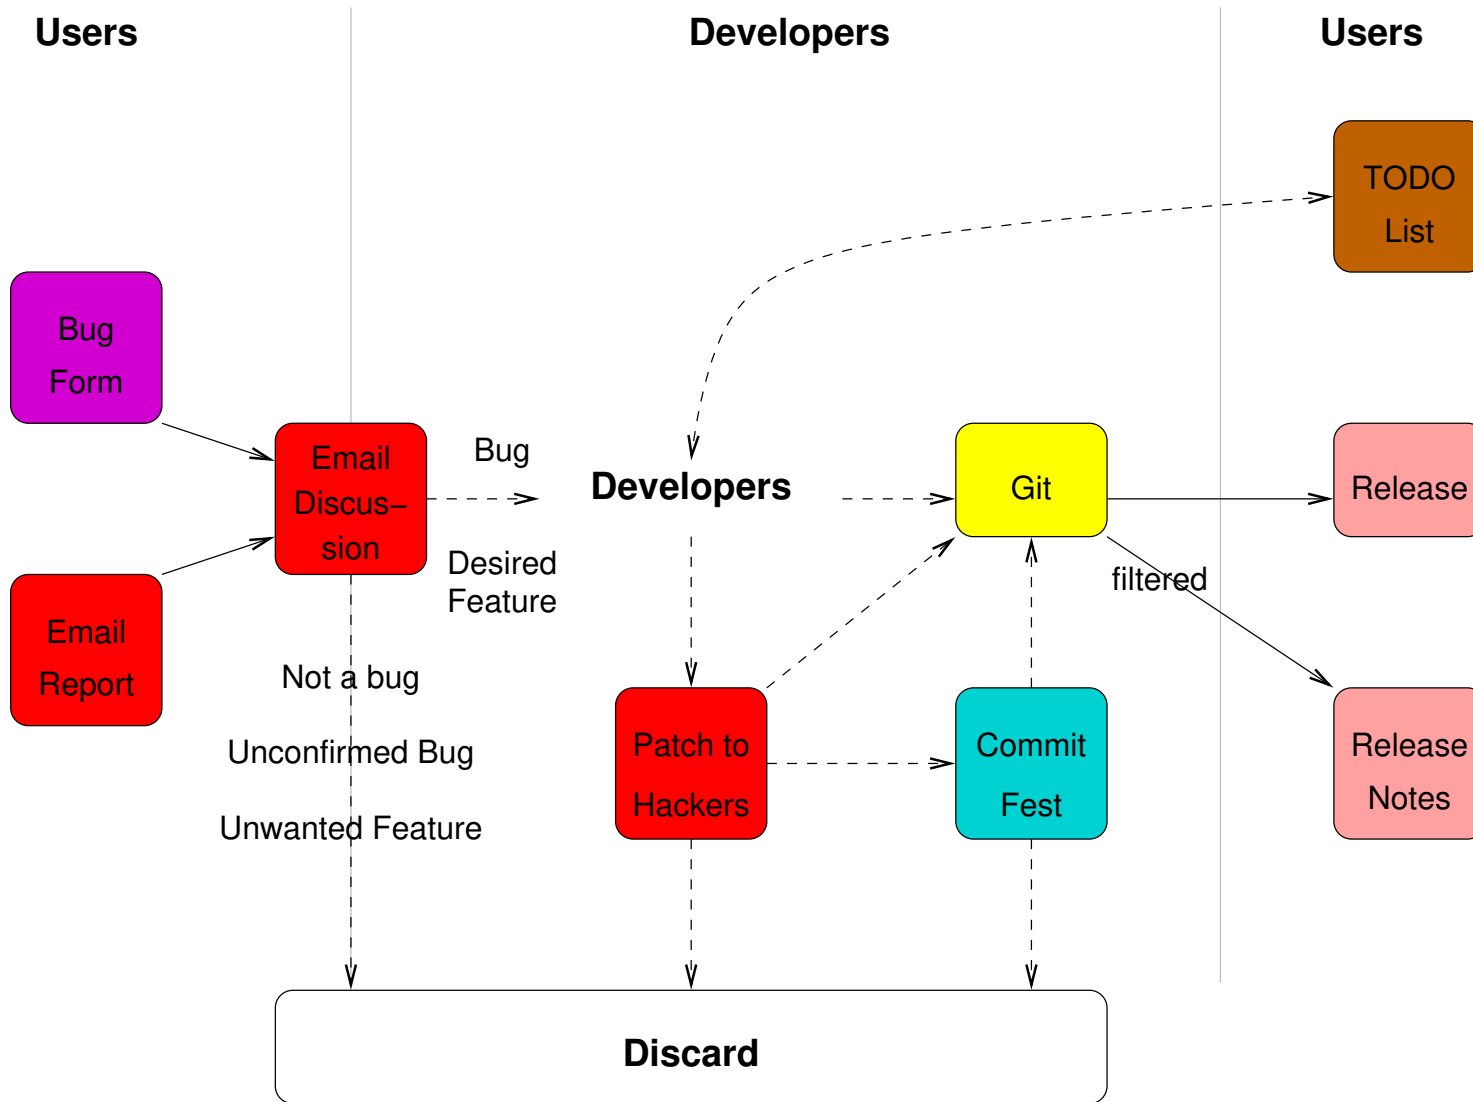 Users
Developers
Users
TODO
List
Bug
Form
Email
Discus–
sion
Bug
Desired
Feature
Developers
Git
Release
filtered
Email
Report
Not a bug
Unconfirmed Bug
Unwanted Feature
Patch to
Hackers
Commit
Fest
Release
Notes
Discard